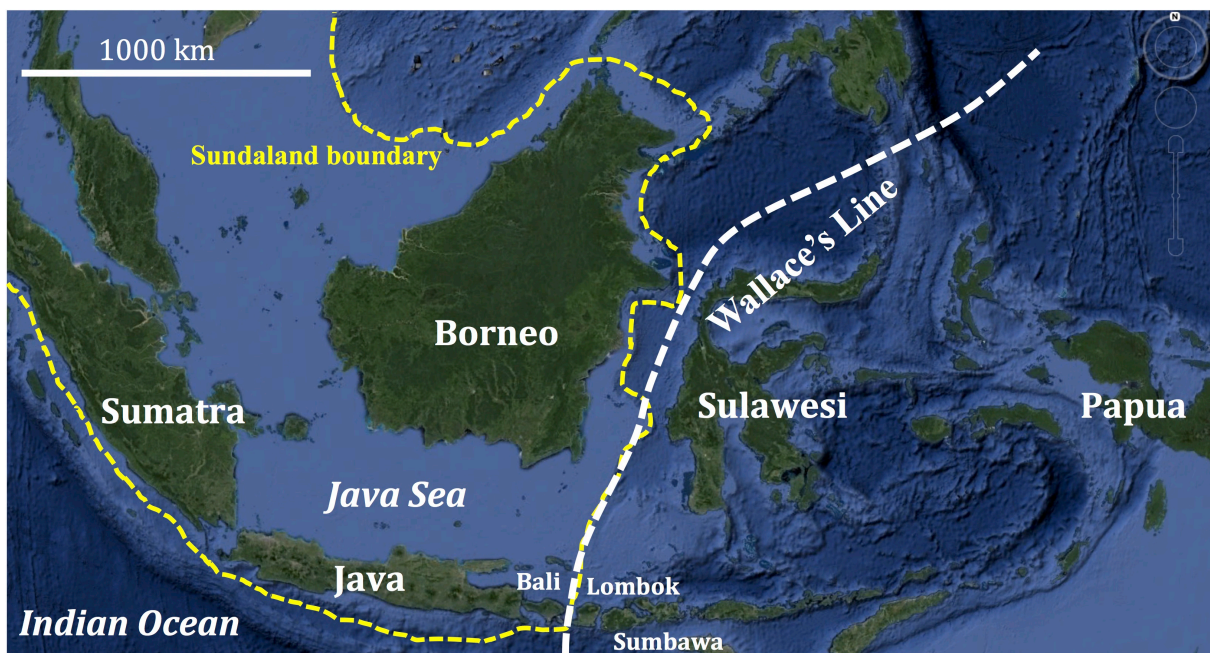 N
1000 km
Sundaland boundary
Wallace’s Line
Borneo
Sumatra
Sulawesi
Papua
Java Sea
Java
Bali
Lombok
Indian Ocean
Sumbawa